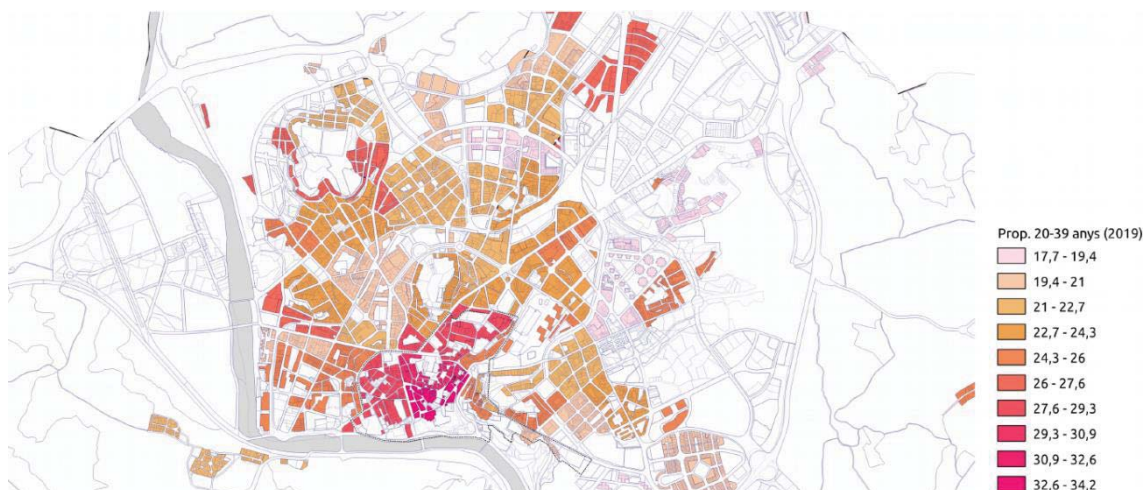 Prop. 20-39 anys (2019)
17,7 - 19,4
19,4 - 21
21 - 22,7
22,7 - 24,3
24,3 - 26
26 - 27,6
27,6 - 29,3
29,3 - 30,9
30,9 - 32,6
32,6 - 34,2